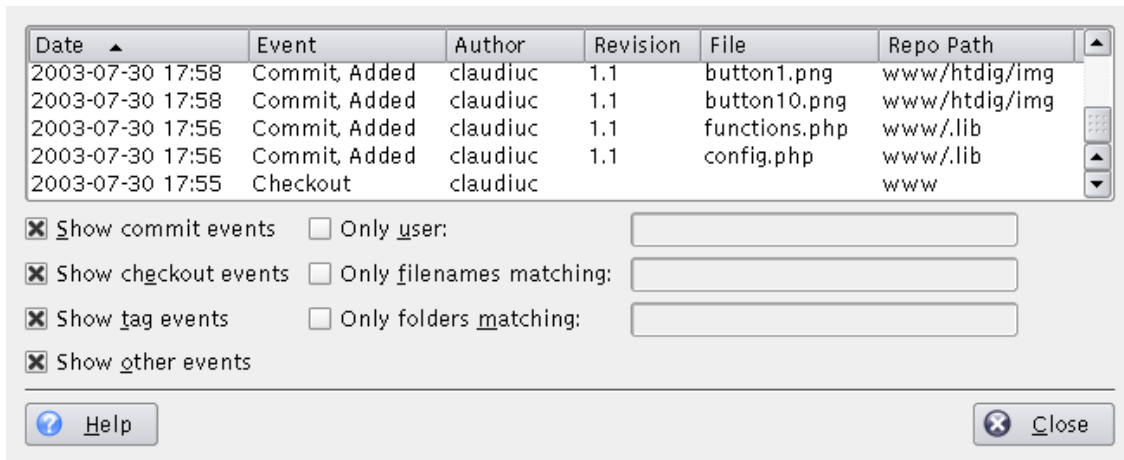 Date Event Author Revision File Repo Path
2003-07-30 17:58 Commit, Added claudiuc 1.1 button1.png www/htdig/img
2003-07-30 17:58 Commit, Added claudiuc 1.1 button10.png www/htdig/img
2003-07-30 17:56 Commit, Added claudiuc 1.1 functions.php www/.lib
2003-07-30 17:56 Commit, Added claudiuc 1.1 config.php www/.lib
2003-07-30 17:55 Checkout claudiuc www
Show commit events Only user:
Show checkout events Only filenames matching:
Show tag events Only folders matching:
Show other events
Help Close